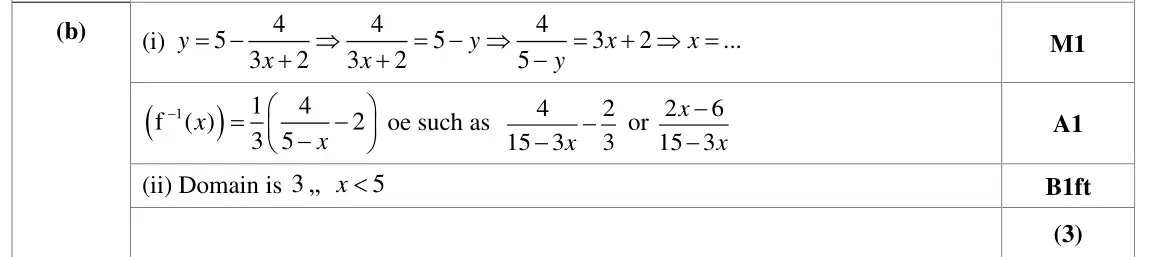 (b) (i) y = 5 − 4/(3x + 2) ⇒ 4/(3x + 2) = 5 − y ⇒ 4/(5 − y) = 3x + 2 ⇒ x = ... M1
(f⁻¹(x)) = 1/3 (4/(5 − x) − 2) oe such as 4/(15 − 3x) − 2/3 or (2x − 6)/(15 − 3x) A1
(ii) Domain is 3 ,, x < 5 B1ft
(3)